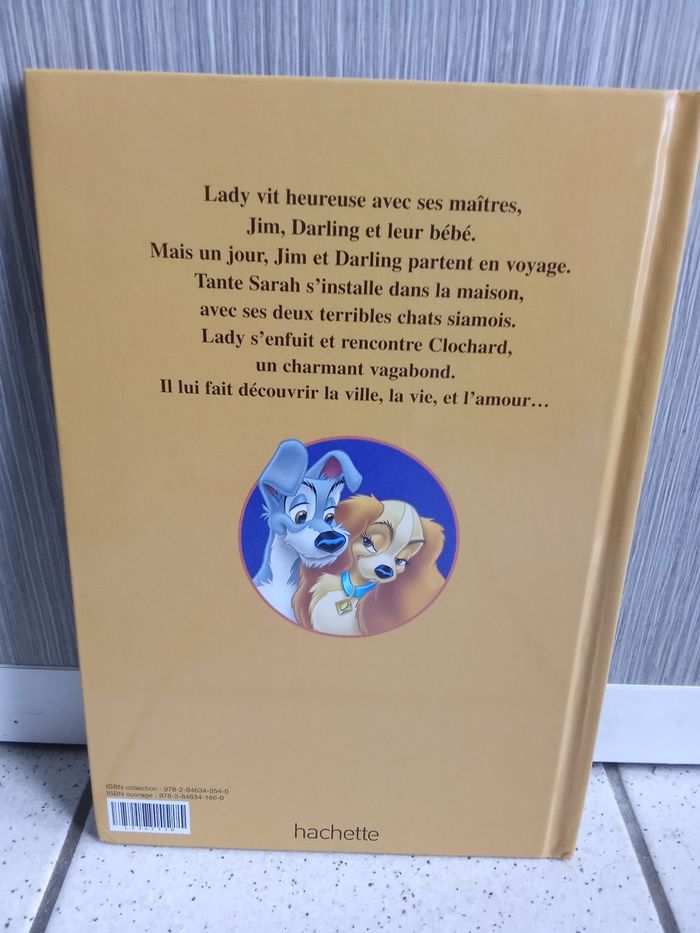 Lady vit heureuse avec ses maîtres,
Jim, Darling et leur bébé.
Mais un jour, Jim et Darling partent en voyage.
Tante Sarah s'installe dans la maison,
avec ses deux terribles chats siamois.
Lady s'enfuit et rencontre Clochard,
un charmant vagabond.
Il lui fait découvrir la ville, la vie, et l'amour…
ISBN collection : 978-2-84634-054-0
ISBN ouvrage : 978-2-84634-166-0
hachette